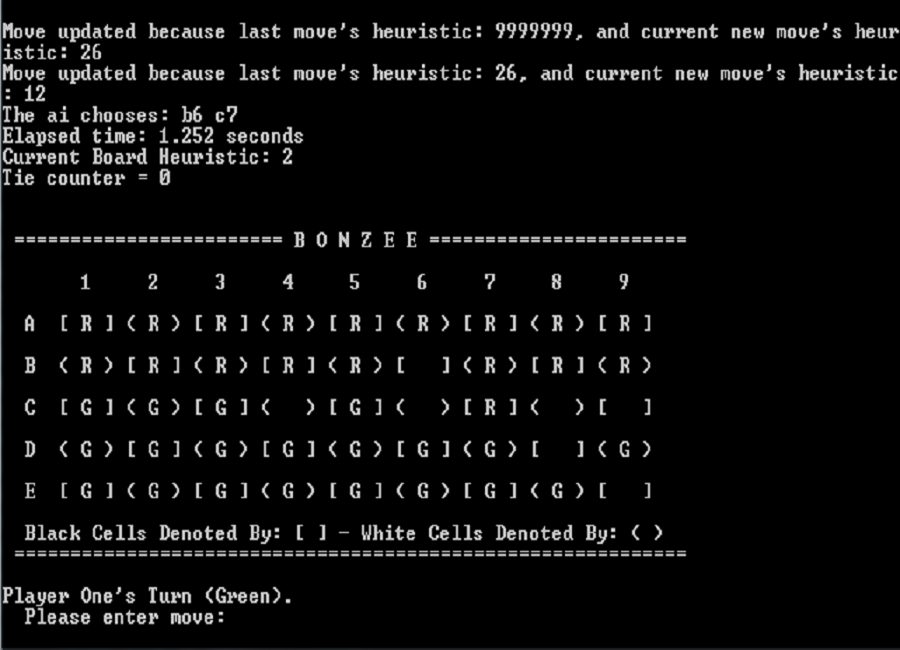 Move updated because last move's heuristic: 9999999, and current new move's heur
istic: 26
Move updated because last move's heuristic: 26, and current new move's heuristic
: 12
The ai chooses: b6 c7
Elapsed time: 1.252 seconds
Current Board Heuristic: 2
Tie counter = 0
======================== B O N Z E E =======================
1 2 3 4 5 6 7 8 9
A [ R ] ( R ) [ R ] ( R ) [ R ] ( R ) [ R ] ( R ) [ R ]
B ( R ) [ R ] ( R ) [ R ] ( R ) [   ] ( R ) [ R ] ( R )
C [ G ] ( G ) [ G ] (   ) [ G ] (   ) [ R ] (   ) [   ]
D ( G ) [ G ] ( G ) [ G ] ( G ) [ G ] ( G ) [   ] ( G )
E [ G ] ( G ) [ G ] ( G ) [ G ] ( G ) [ G ] ( G ) [   ]
Black Cells Denoted By: [ ] - White Cells Denoted By: ( )
============================================================
Player One's Turn (Green).
Please enter move: